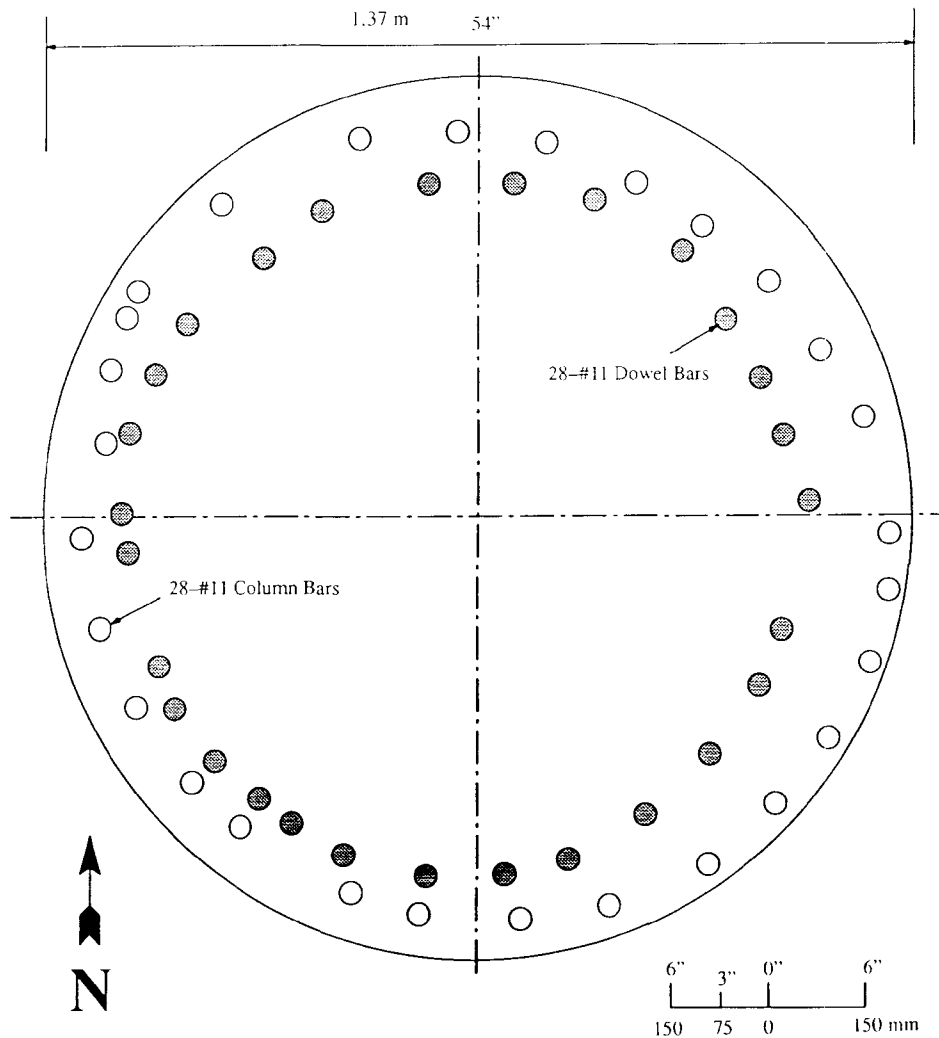 1.37 m 54"
28-#11 Dowel Bars
28-#11 Column Bars
N
6" 3" 0" 6"
150 75 0 150 mm